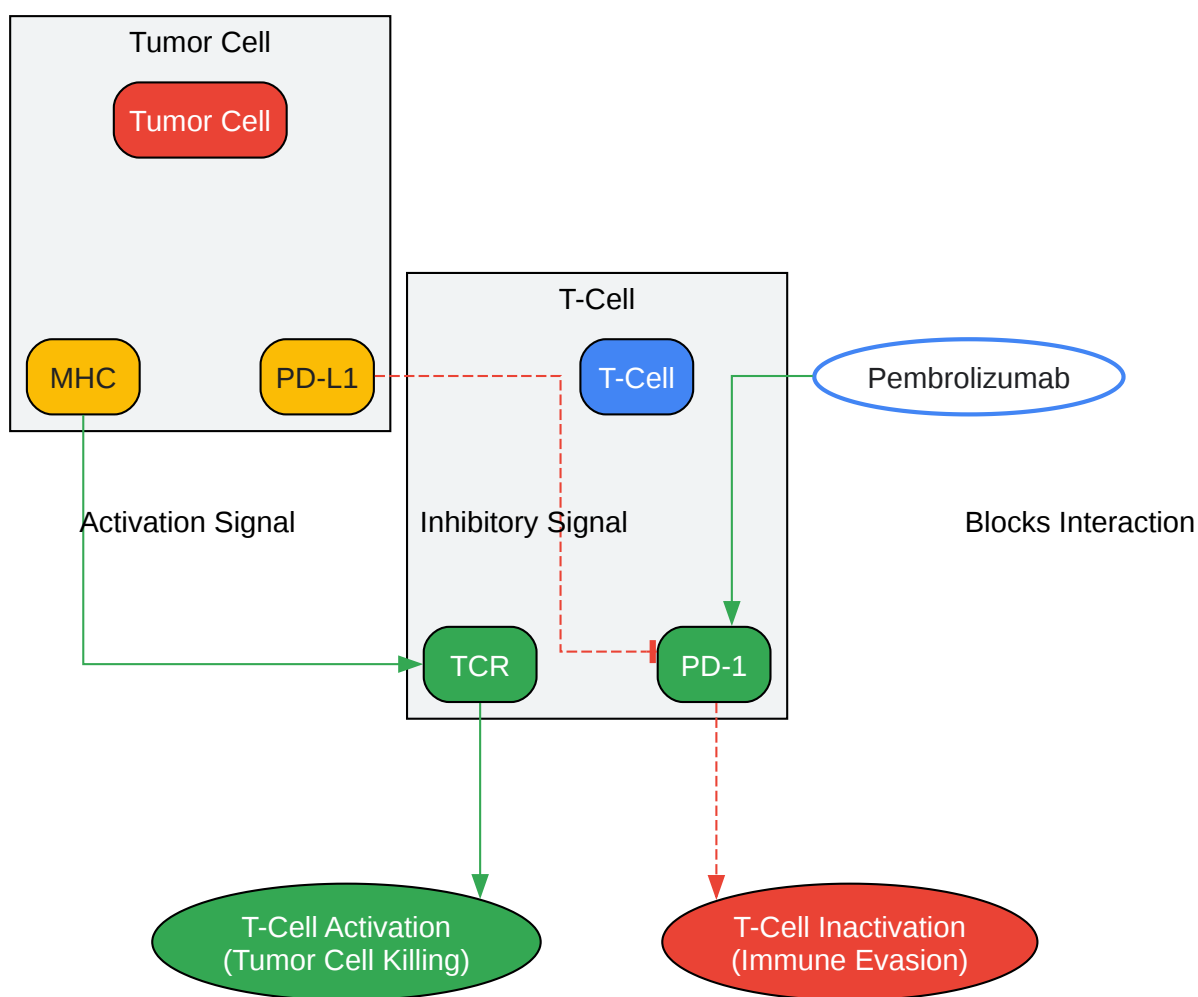 Tumor Cell
Tumor Cell
T-Cell
MHC
PD-L1
T-Cell
Pembrolizumab
Activation Signal
Inhibitory Signal
Blocks Interaction
TCR
PD-1
T-Cell Activation
(Tumor Cell Killing)
T-Cell Inactivation
(Immune Evasion)